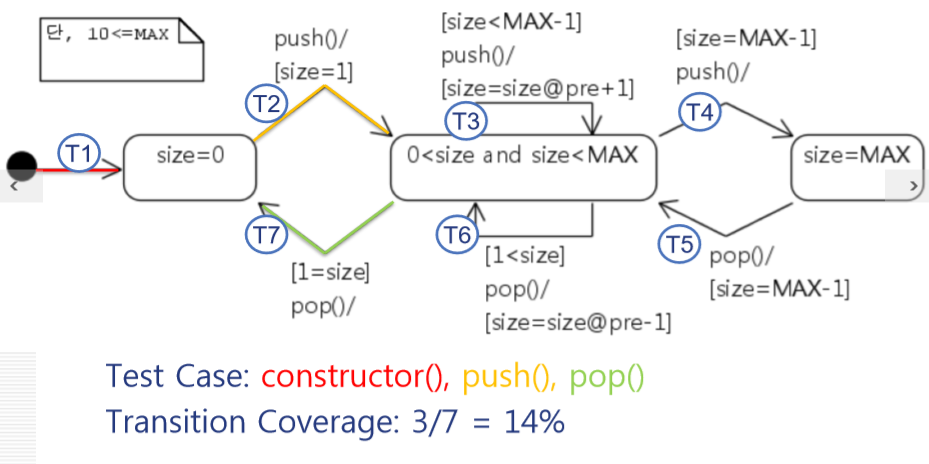 단, 10<=MAX
push()/
[size=1]
[size<MAX-1]
push()/
[size=size@pre+1]
[size=MAX-1]
push()/
T1
T2
T3
T4
size=0
0<size and size<MAX
size=MAX
T7
T6
T5
[1=size]
pop()/
[1<size]
pop()/
[size=size@pre-1]
pop()/
[size=MAX-1]
Test Case: constructor(), push(), pop()
Transition Coverage: 3/7 = 14%